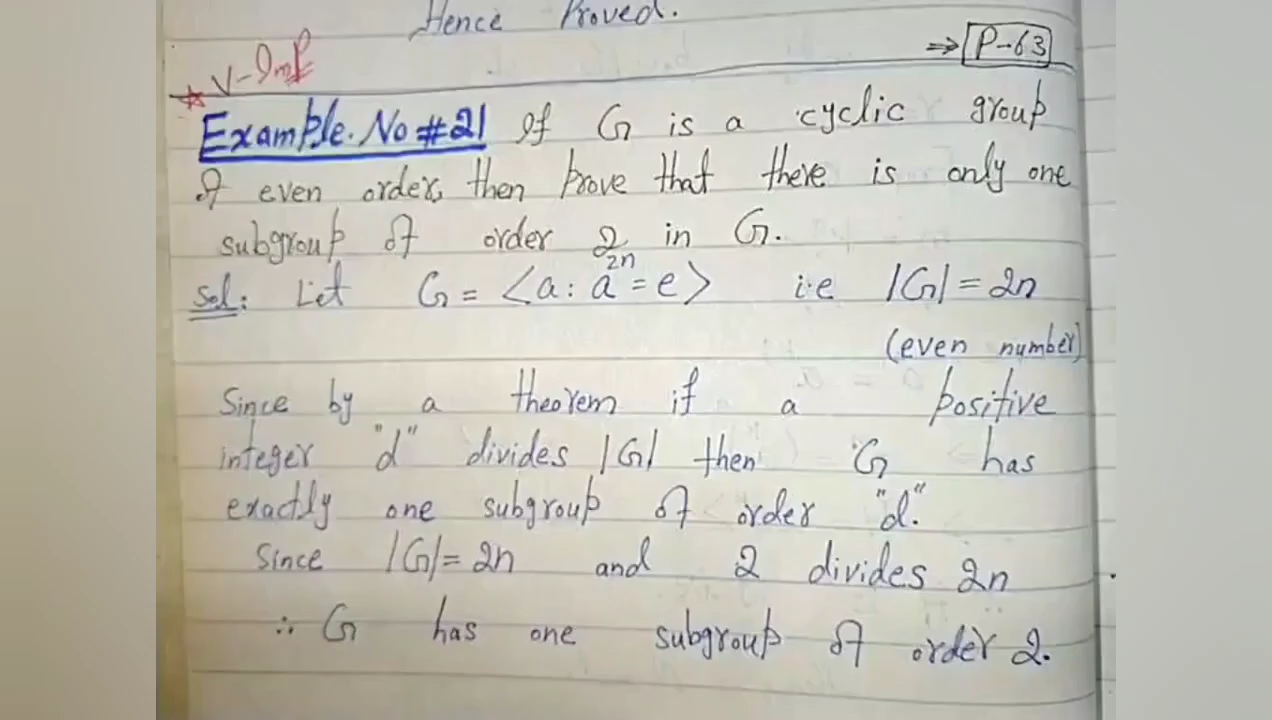 Hence Proved.
⇒ P-63
★ V-Imp
Example.No #21 If G is a cyclic group
of even order, then prove that there is only one
subgroup of order 2 in G.
Sol: Let G = <a : a^2n = e> i.e |G| = 2n
(even number)
Since by a theorem if a positive
integer "d" divides |G| then G has
exactly one subgroup of order "d".
Since |G| = 2n and 2 divides 2n
∴ G has one subgroup of order 2.